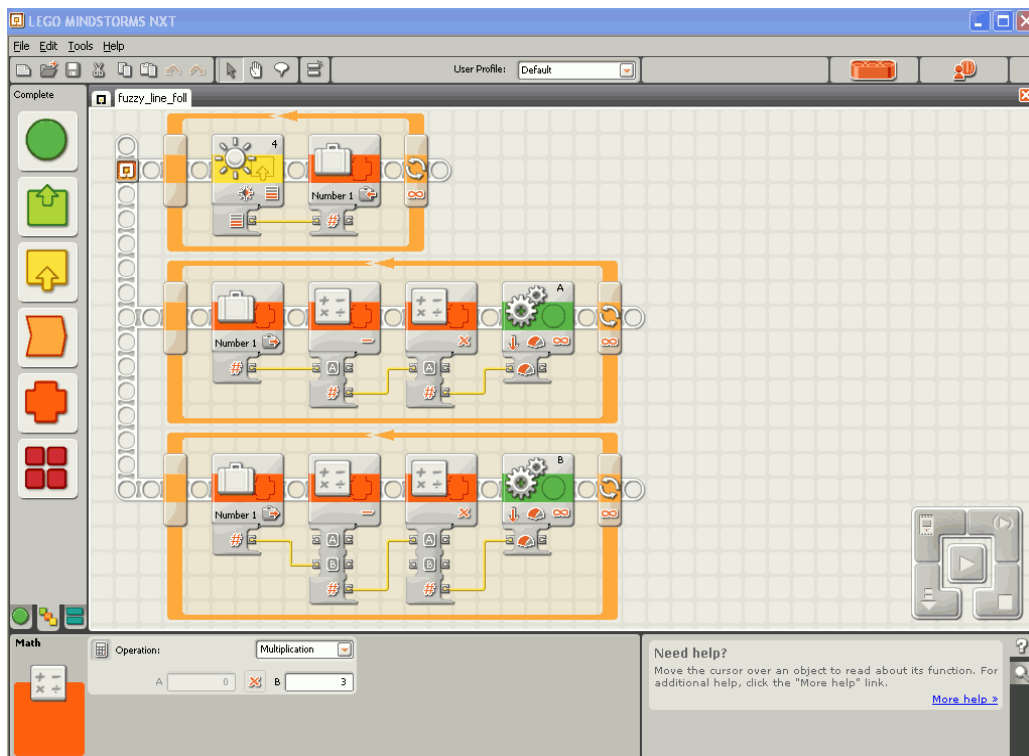 LEGO MINDSTORMS NXT
File Edit Tools Help
User Profile: Default
Complete
fuzzy_line_foll
4
Number 1
#
A
Number 1
# A A
# #
B
Number 1
# A A
B B
# #
Math
Operation: Multiplication
A 0 B 3
Need help?
Move the cursor over an object to read about its function. For
additional help, click the "More help" link.
More help »
?